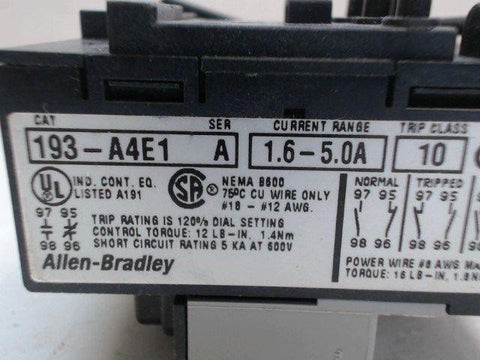 CAT SER CURRENT RANGE TRIP CLASS
193-A4E1 A 1.6-5.0A 10
UL IND. CONT. EQ. SA NEMA B600 NORMAL TRIPPED
LISTED A191 75°C CU WIRE ONLY 97 95 97 95
97 95 #18 - #12 AWG.
TRIP RATING IS 120% DIAL SETTING
CONTROL TORQUE: 12 LB-IN, 1.4Nm
98 96 SHORT CIRCUIT RATING 5 KA AT 600V 98 96 98 96
Allen-Bradley POWER WIRE #8 AWG
TORQUE: 16 LB-IN,